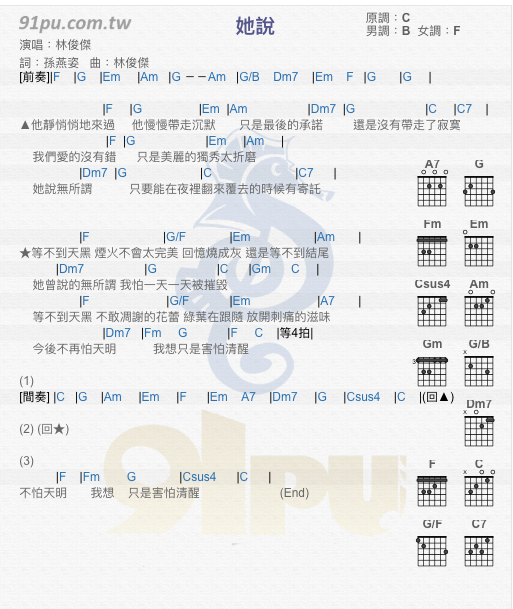 91pu.com.tw
她說
原調：C
男調：B 女調：F
演唱：林俊傑
詞：孫燕姿 曲：林俊傑
[前奏]|F |G |Em |Am |G －－Am |G/B Dm7 |Em F |G |G |
|F |G |Em |Am |Dm7 |G |C |C7 |
▲他靜悄悄地來過 他慢慢帶走沉默 只是最後的承諾 還是沒有帶走了寂寞
|F |G |Em |Am |
我們愛的沒有錯 只是美麗的獨秀太折磨
|Dm7 |G |C |C7 |
她說無所謂 只要能在夜裡翻來覆去的時候有寄託
|F |G/F |Em |Am |
★等不到天黑 煙火不會太完美 回憶燒成灰 還是等不到結尾
|Dm7 |G |C |Gm C |
她曾說的無所謂 我怕一天一天被摧毀
|F |G/F |Em |A7 |
等不到天黑 不敢凋謝的花蕾 綠葉在跟隨 放開刺痛的滋味
|Dm7 |Fm G |F C |等4拍|
今後不再怕天明 我想只是害怕清醒
(1)
[間奏] |C |G |Am |Em |F |Em A7 |Dm7 |G |Csus4 |C |(回▲)
(2) (回★)
(3)
|F |Fm G |Csus4 |C |
不怕天明 我想 只是害怕清醒 (End)
A7 G
Fm Em
Csus4 Am
Gm G/B
Dm7
F C
G/F C7
91pu